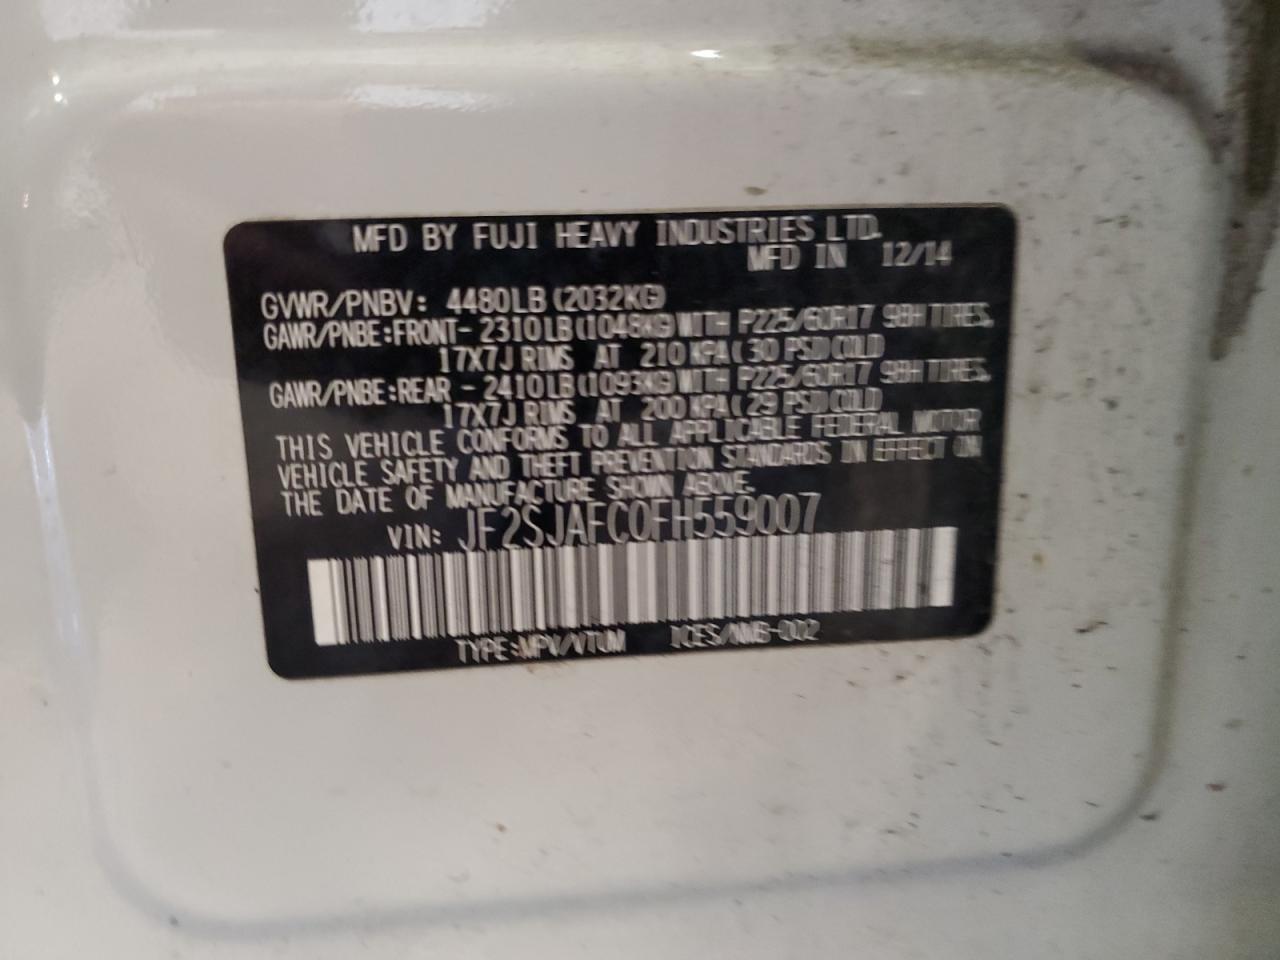 MFD BY FUJI HEAVY INDUSTRIES LTD.
MFD IN 12/14
GVWR/PNBV: 4480LB (2032KG)
GAWR/PNBE:FRONT- 2310LB(1048KG)WITH P225/60R17 98H TIRES,
17X7J RIMS AT 210 KPA( 30 PSI)COLD
GAWR/PNBE:REAR - 2410LB(1093KG)WITH P225/60R17 98H TIRES,
17X7J RIMS AT 200 KPA( 29 PSI)COLD
THIS VEHICLE CONFORMS TO ALL APPLICABLE FEDERAL MOTOR
VEHICLE SAFETY AND THEFT PREVENTION STANDARDS IN EFFECT ON
THE DATE OF MANUFACTURE SHOWN ABOVE.
VIN: JF2SJAFC0FH559007
TYPE:MPV/VTUM ICES/NMB-002